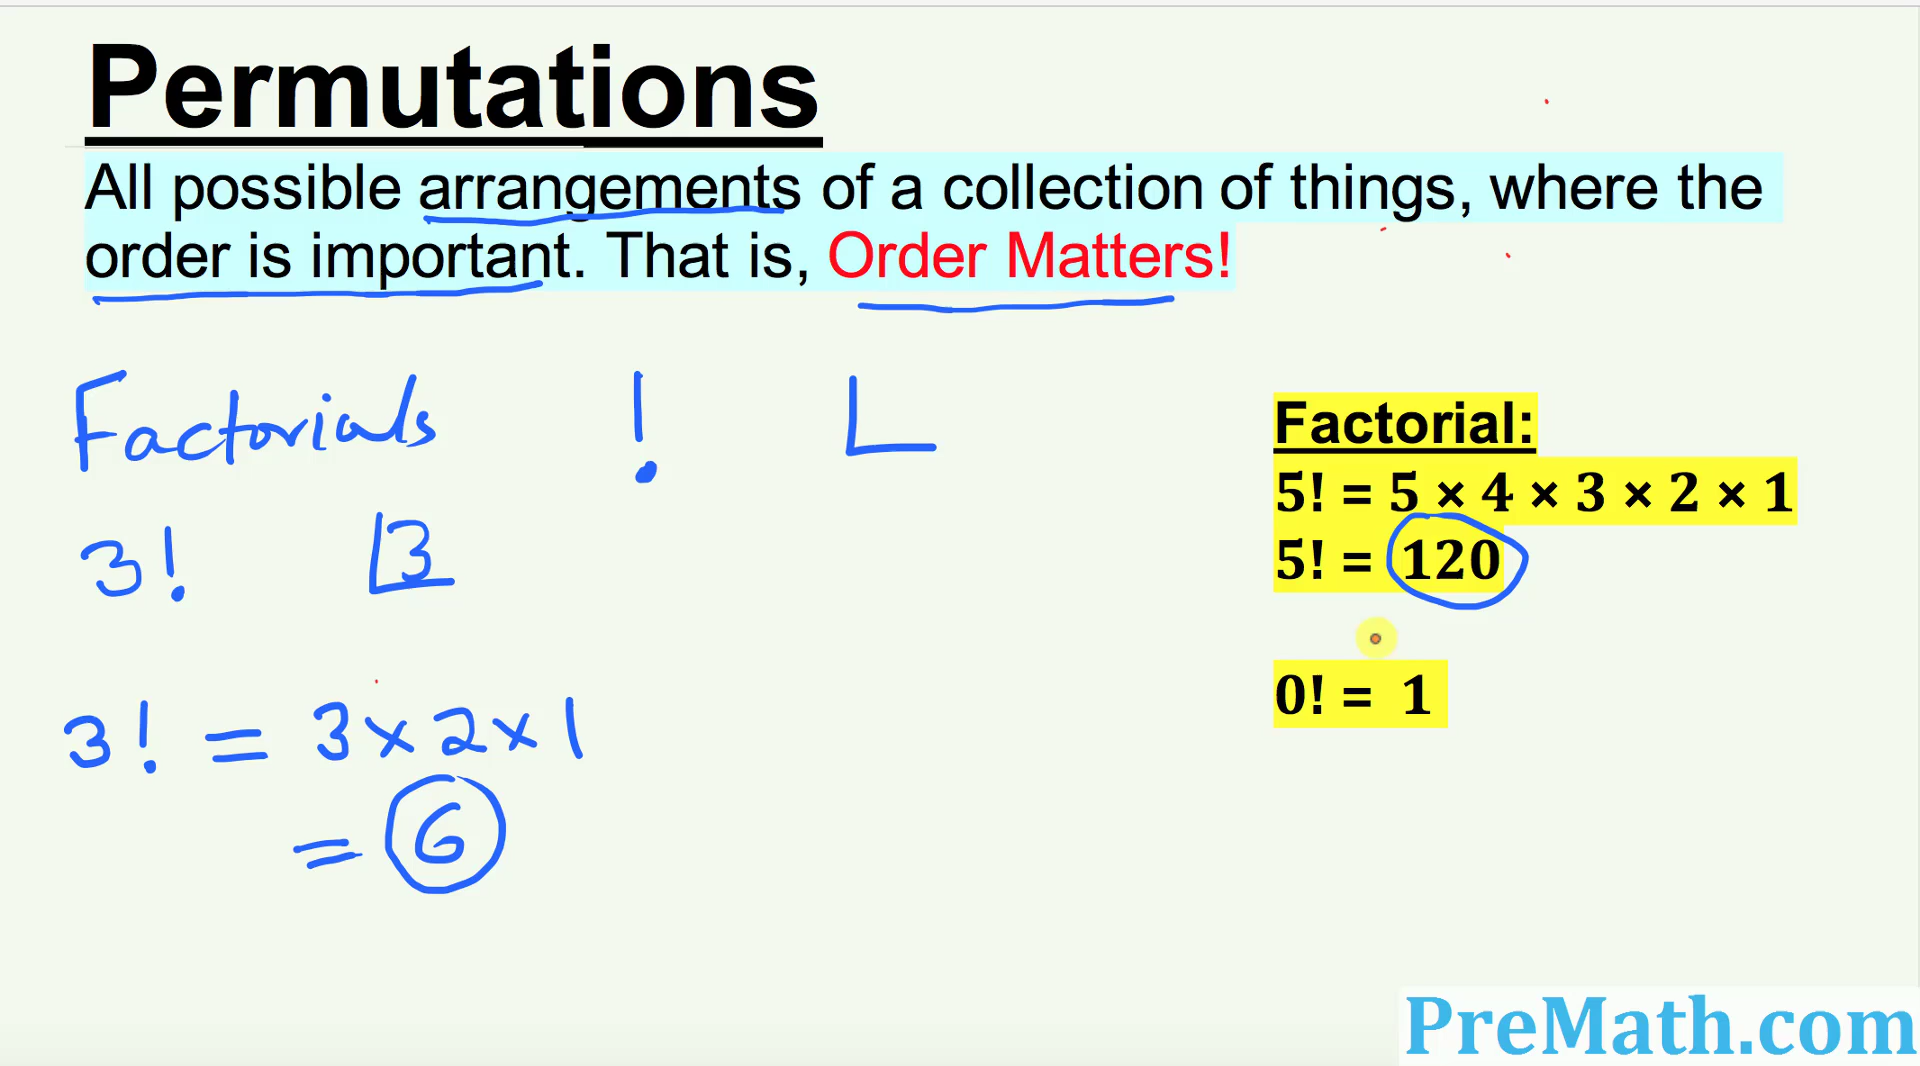 Permutations
All possible arrangements of a collection of things, where the
order is important. That is, Order Matters!
Factorials ! L
3! |3
3! = 3 × 2 × 1
= 6
Factorial:
5! = 5 × 4 × 3 × 2 × 1
5! = 120
0! = 1
PreMath.com